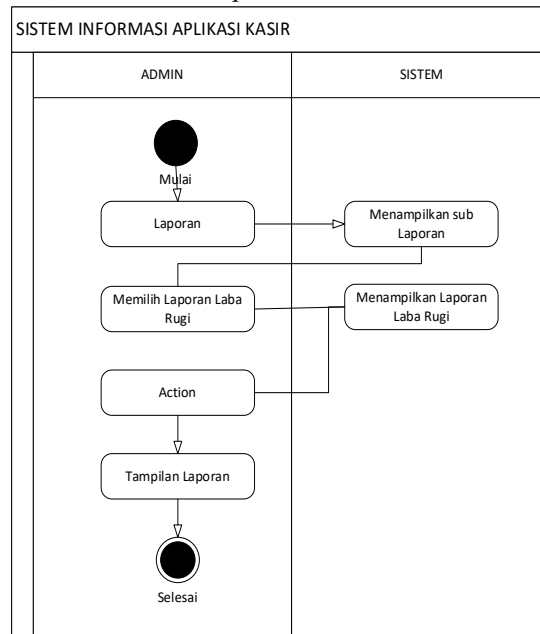 SISTEM INFORMASI APLIKASI KASIR
ADMIN
SISTEM
Mulai
Laporan
Menampilkan sub
Laporan
Memilih Laporan Laba
Rugi
Menampilkan Laporan
Laba Rugi
Action
Tampilan Laporan
Selesai